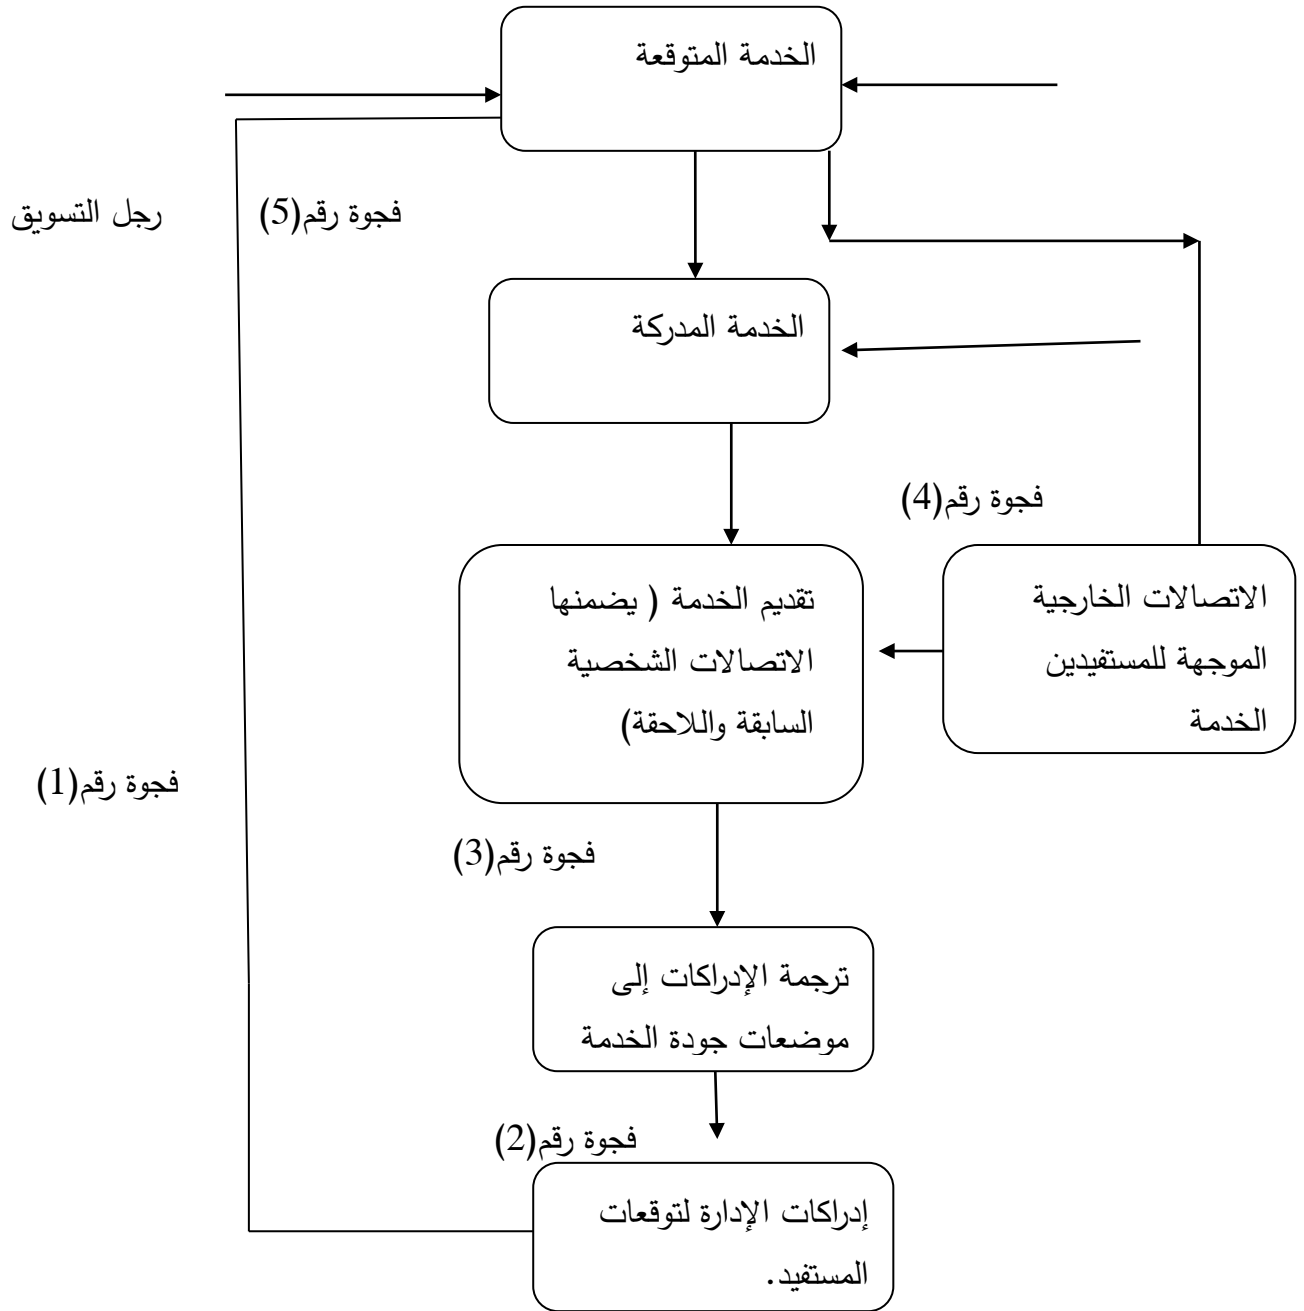 الخدمة المتوقعة
رجل التسويق
فجوة رقم(5)
الخدمة المدركة
فجوة رقم(4)
تقديم الخدمة ( يضمنها
الاتصالات الشخصية
السابقة واللاحقة)
الاتصالات الخارجية
الموجهة للمستفيدين
الخدمة
فجوة رقم(1)
فجوة رقم(3)
ترجمة الإدراكات إلى
موضعات جودة الخدمة
فجوة رقم(2)
إدراكات الإدارة لتوقعات
المستفيد.